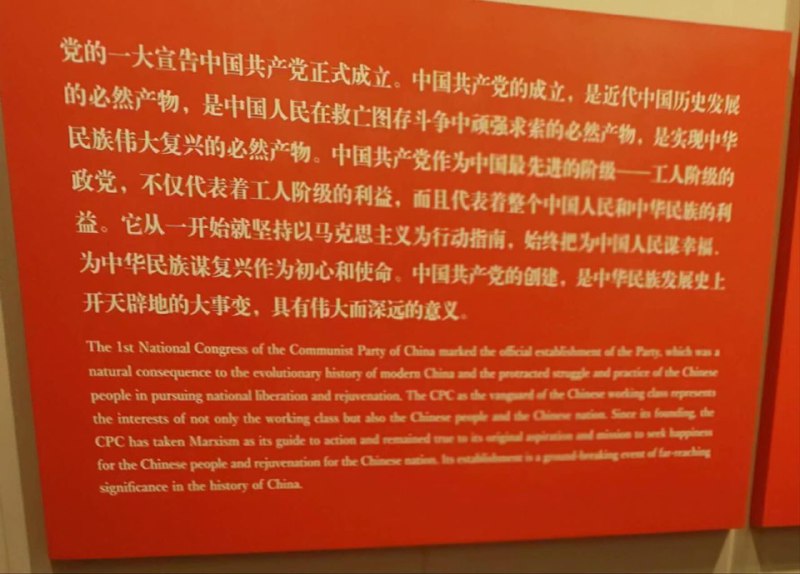 党的一大宣告中国共产党正式成立。中国共产党的成立，是近代中国历史发展
的必然产物，是中国人民在救亡图存斗争中顽强求索的必然产物，是实现中华
民族伟大复兴的必然产物。中国共产党作为中国最先进的阶级——工人阶级的
政党，不仅代表着工人阶级的利益，而且代表着整个中国人民和中华民族的利
益。它从一开始就坚持以马克思主义为行动指南，始终把为中国人民谋幸福、
为中华民族谋复兴作为初心和使命。中国共产党的创建，是中华民族发展史上
开天辟地的大事变，具有伟大而深远的意义。
The 1st National Congress of the Communist Party of China marked the official establishment of the Party, which was a
natural consequence to the evolutionary history of modern China and the protracted struggle and practice of the Chinese
people in pursuing national liberation and rejuvenation. The CPC as the vanguard of the Chinese working class represents
the interests of not only the working class but also the Chinese people and the Chinese nation. Since its founding, the
CPC has taken Marxism as its guide to action and remained true to its original aspiration and mission to seek happiness
for the Chinese people and rejuvenation for the Chinese nation. Its establishment is a ground-breaking event of far-reaching
significance in the history of China.